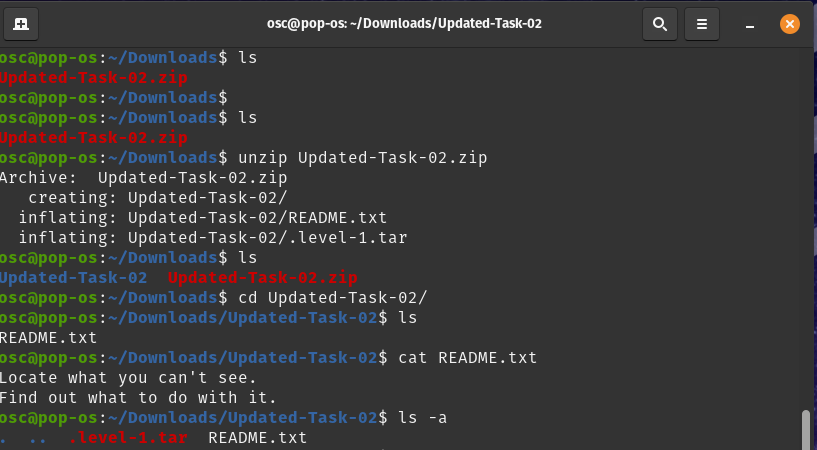 osc@pop-os: ~/Downloads/Updated-Task-02
osc@pop-os:~/Downloads$ ls
Updated-Task-02.zip
osc@pop-os:~/Downloads$
osc@pop-os:~/Downloads$ ls
Updated-Task-02.zip
osc@pop-os:~/Downloads$ unzip Updated-Task-02.zip
Archive:  Updated-Task-02.zip
   creating: Updated-Task-02/
  inflating: Updated-Task-02/README.txt
  inflating: Updated-Task-02/.level-1.tar
osc@pop-os:~/Downloads$ ls
Updated-Task-02  Updated-Task-02.zip
osc@pop-os:~/Downloads$ cd Updated-Task-02/
osc@pop-os:~/Downloads/Updated-Task-02$ ls
README.txt
osc@pop-os:~/Downloads/Updated-Task-02$ cat README.txt
Locate what you can't see.
Find out what to do with it.
osc@pop-os:~/Downloads/Updated-Task-02$ ls -a
.  ..  .level-1.tar  README.txt